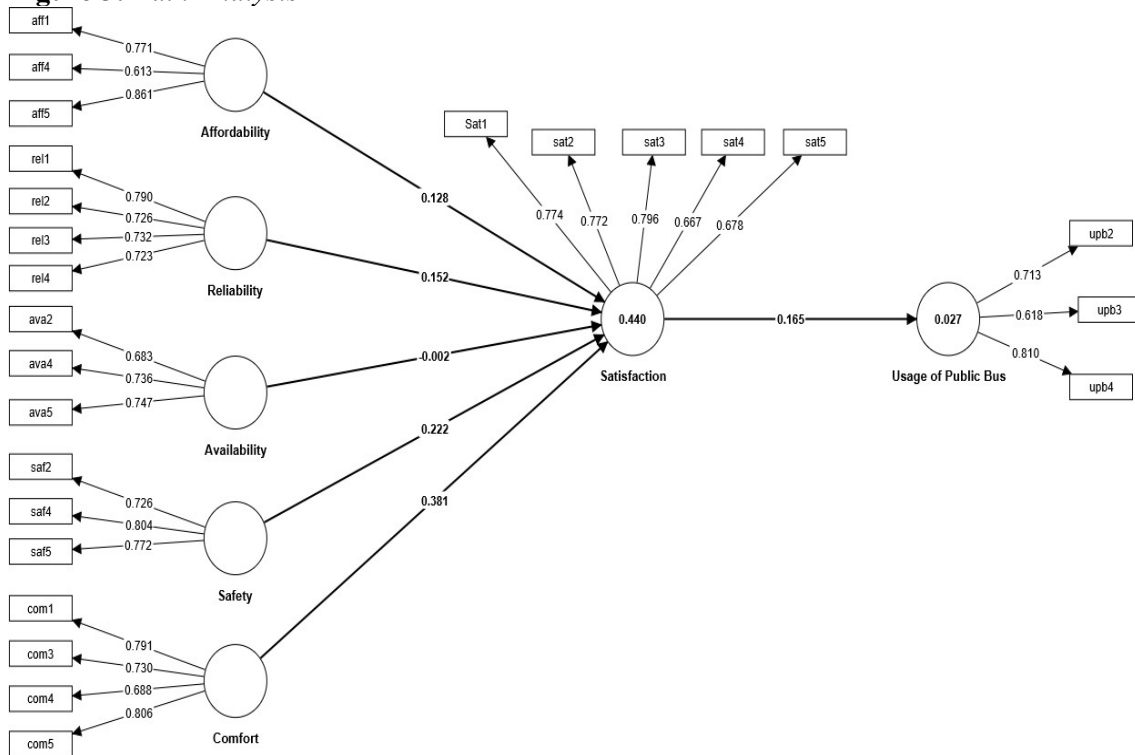 aff1
0.771
aff4
0.613
aff5
0.861
Affordability
rel1
0.790
rel2
0.726
rel3
0.732
rel4
0.723
Reliability
ava2
0.683
ava4
0.736
ava5
0.747
Availability
saf2
0.726
saf4
0.804
saf5
0.772
Safety
com1
0.791
com3
0.730
com4
0.688
com5
0.806
Comfort
0.128
0.152
-0.002
0.222
0.381
Sat1
sat2
sat3
sat4
sat5
0.774
0.772
0.796
0.667
0.678
0.440
Satisfaction
0.165
0.027
Usage of Public Bus
upb2
0.713
upb3
0.618
upb4
0.810